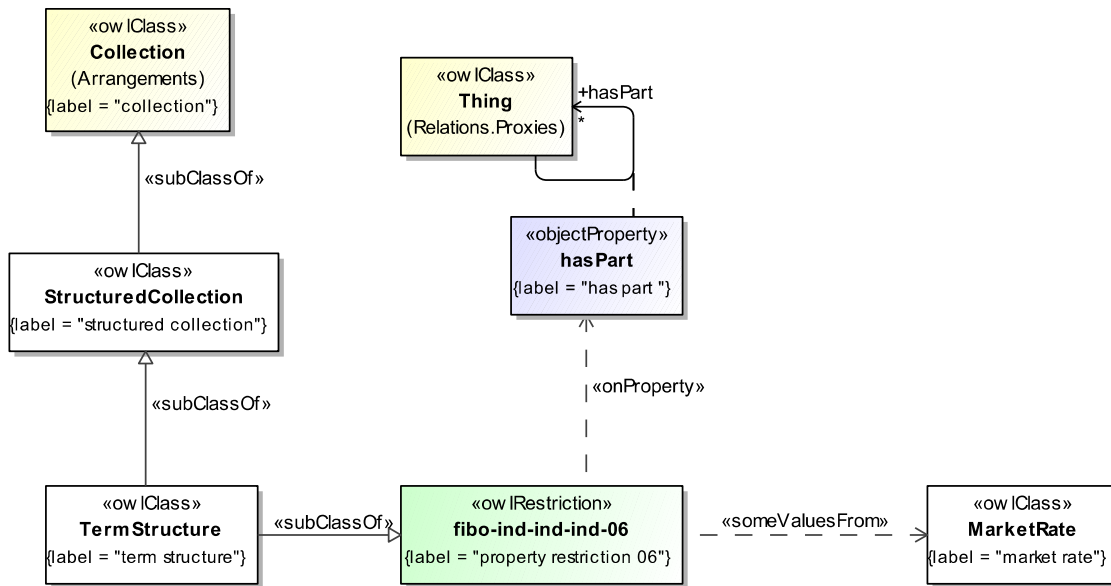 «owlClass»
Collection
(Arrangements)
{label = "collection"}
«owlClass»
Thing
(Relations.Proxies)
+hasPart
*
«subClassOf»
«objectProperty»
hasPart
{label = "has part "}
«owlClass»
StructuredCollection
{label = "structured collection"}
«onProperty»
«subClassOf»
«owlClass»
TermStructure
{label = "term structure"}
«subClassOf»
«owlRestriction»
fibo-ind-ind-ind-06
{label = "property restriction 06"}
«someValuesFrom»
«owlClass»
MarketRate
{label = "market rate"}